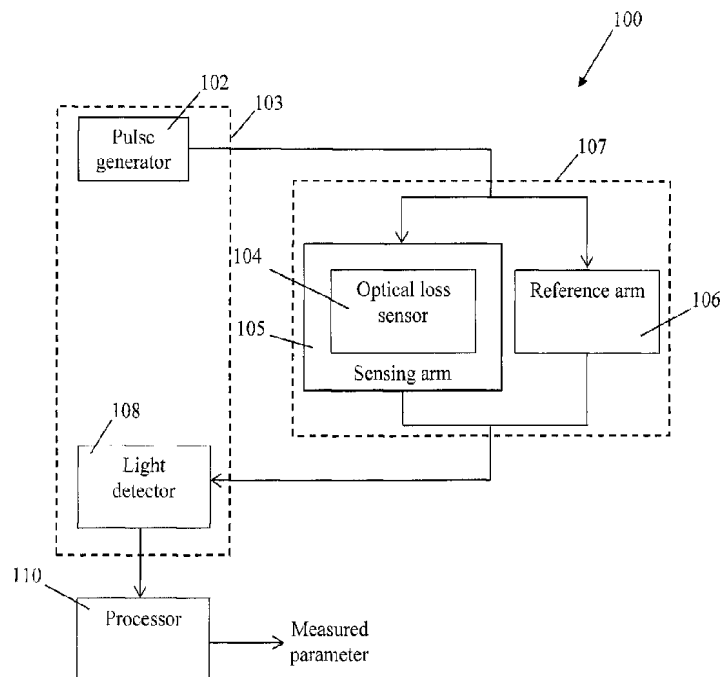 100
102
103
Pulse
generator
107
104
Optical loss
sensor
Reference arm
106
105
Sensing arm
108
Light
detector
110
Processor
Measured
parameter